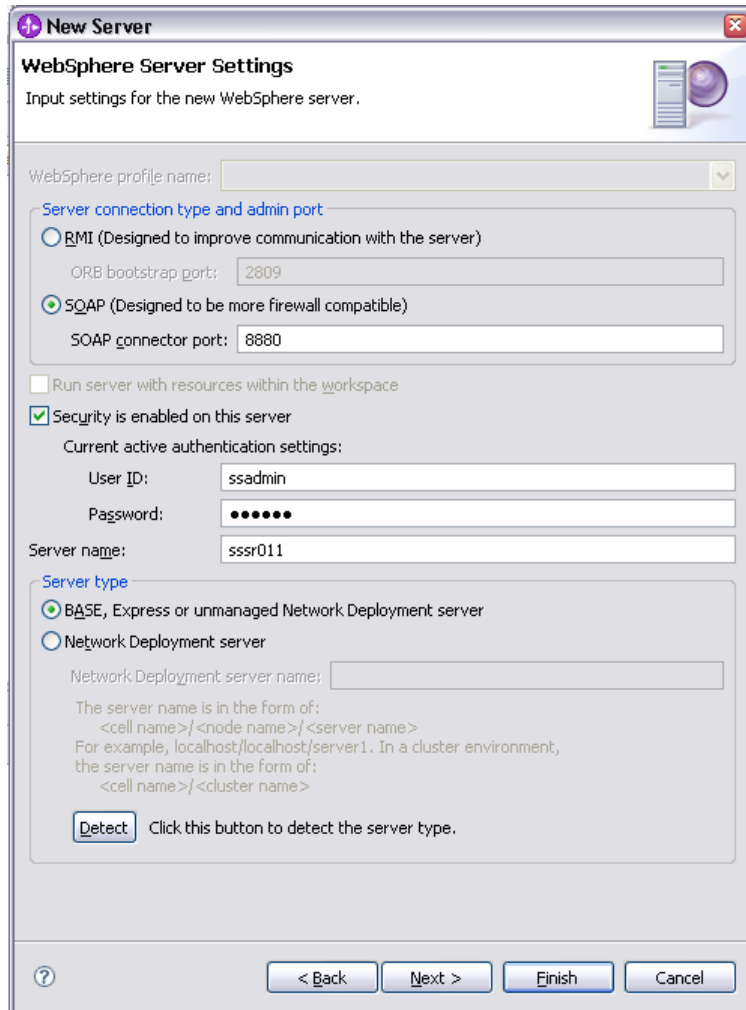 New Server
WebSphere Server Settings
Input settings for the new WebSphere server.
WebSphere profile name:
Server connection type and admin port
RMI (Designed to improve communication with the server)
ORB bootstrap port: 2809
SOAP (Designed to be more firewall compatible)
SOAP connector port: 8880
Run server with resources within the workspace
Security is enabled on this server
Current active authentication settings:
User ID: ssadmin
Password: ●●●●●●
Server name: sssr011
Server type
BASE, Express or unmanaged Network Deployment server
Network Deployment server
Network Deployment server name:
The server name is in the form of:
<cell name>/<node name>/<server name>
For example, localhost/localhost/server1. In a cluster environment,
the server name is in the form of:
<cell name>/<cluster name>
Detect Click this button to detect the server type.
? < Back Next > Finish Cancel